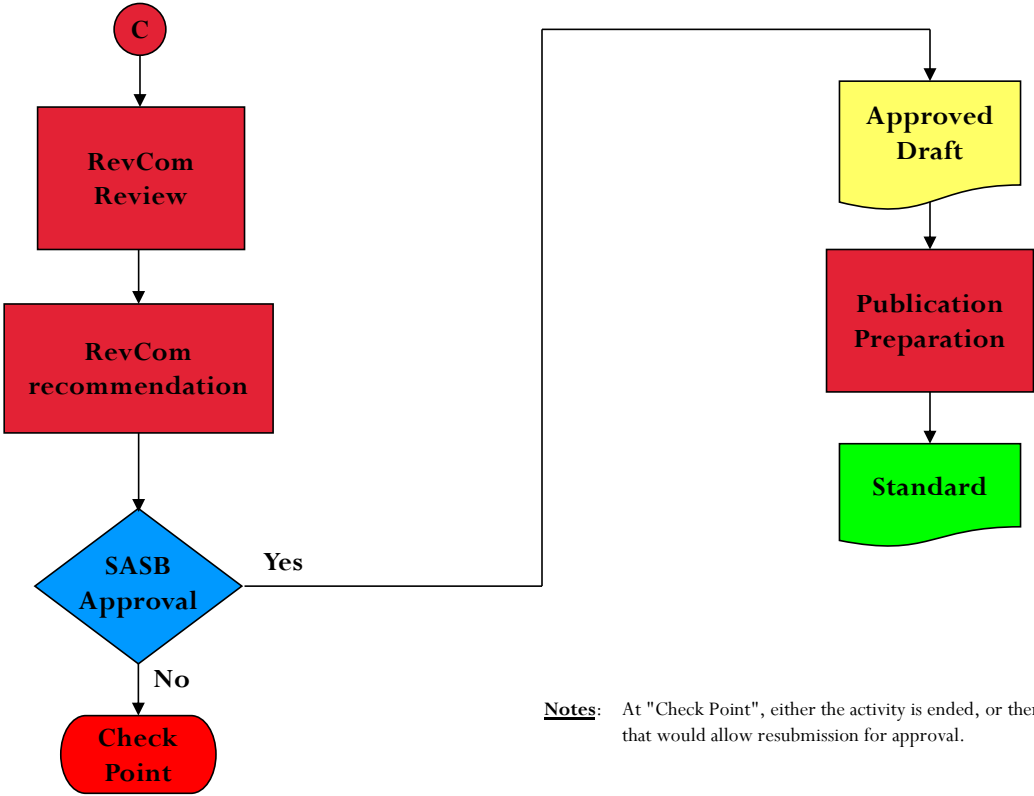 C
RevCom
Review
RevCom
recommendation
SASB
Approval
Yes
No
Check
Point
Approved
Draft
Publication
Preparation
Standard
Notes: At "Check Point", either the activity is ended, or
that would allow resubmission for approval.